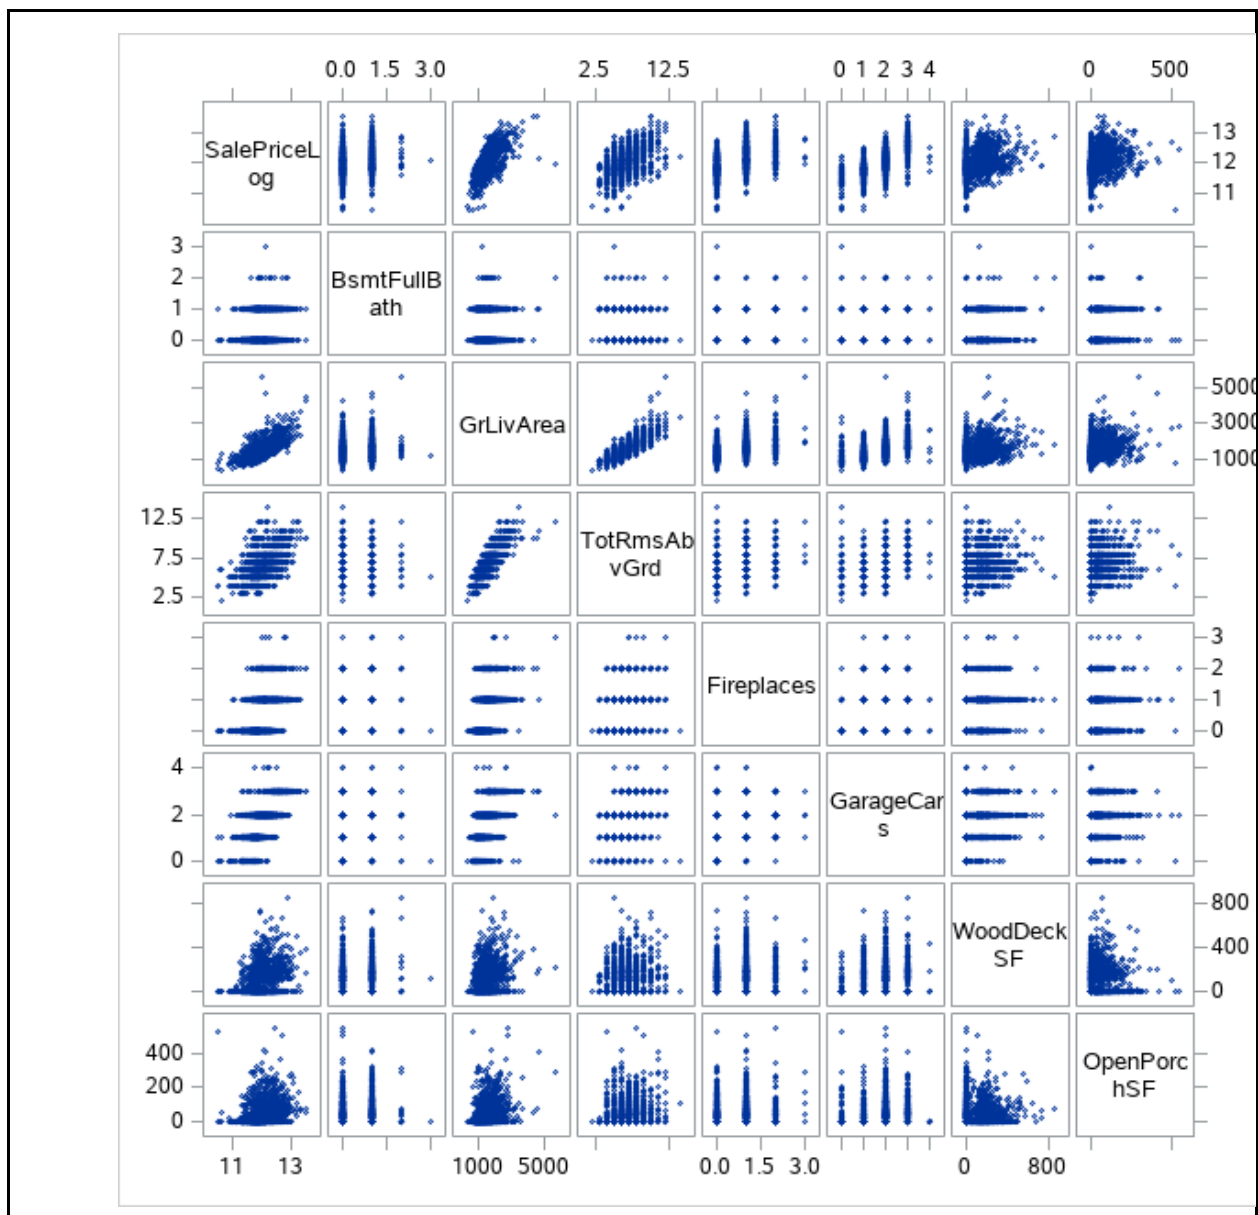 0.0 1.5 3.0 2.5 12.5 0 1 2 3 4 0 500
SalePriceL
og
13
12
11
3
2
1
0
BsmtFullB
ath
GrLivArea
5000
3000
1000
12.5
7.5
2.5
TotRmsAb
vGrd
Fireplaces
3
2
1
0
4
2
0
GarageCar
s
WoodDeck
SF
800
400
0
400
200
0
OpenPorc
hSF
11 13 1000 5000 0.0 1.5 3.0 0 800